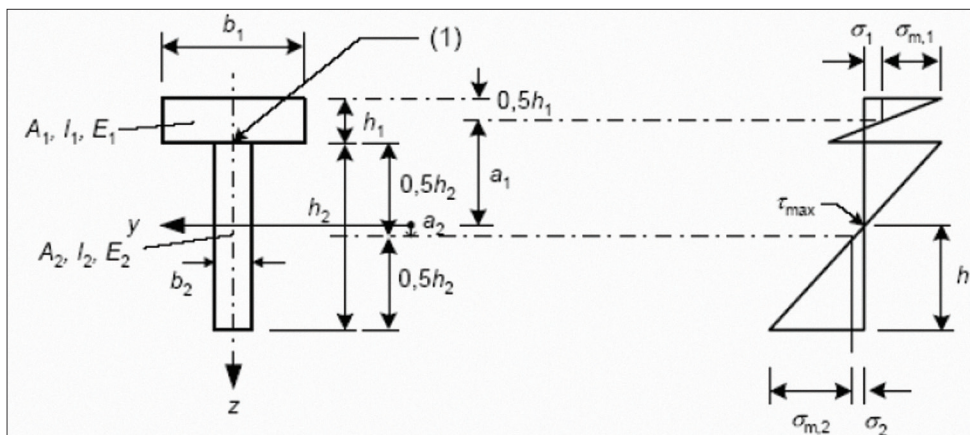 b₁
(1)
σ₁
σm,1
0,5h₁
A₁, I₁, E₁
h₁
a₁
0,5h₂
h₂
τmax
y
a₂
A₂, I₂, E₂
b₂
0,5h₂
h
z
σm,2
σ₂